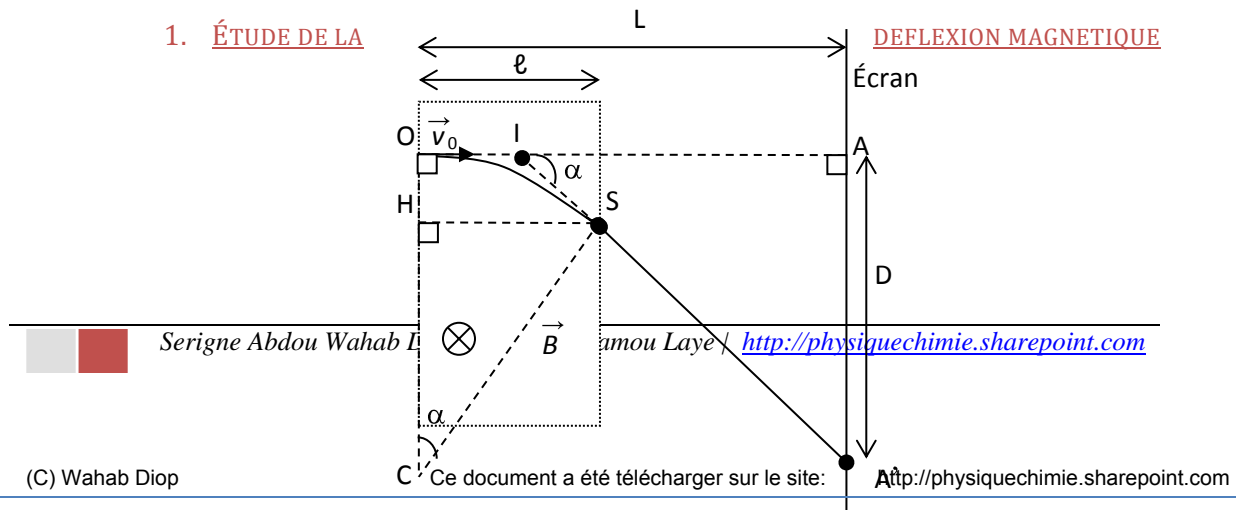 L
1. ÉTUDE DE LA DEFLEXION MAGNETIQUE
ℓ
Écran
O v₀ I A
α
H S
D
Serigne Abdou Wahab B amou Laye | http://physiquechimie.sharepoint.com
α
(C) Wahab Diop C Ce document a été télécharger sur le site: http://physiquechimie.sharepoint.com